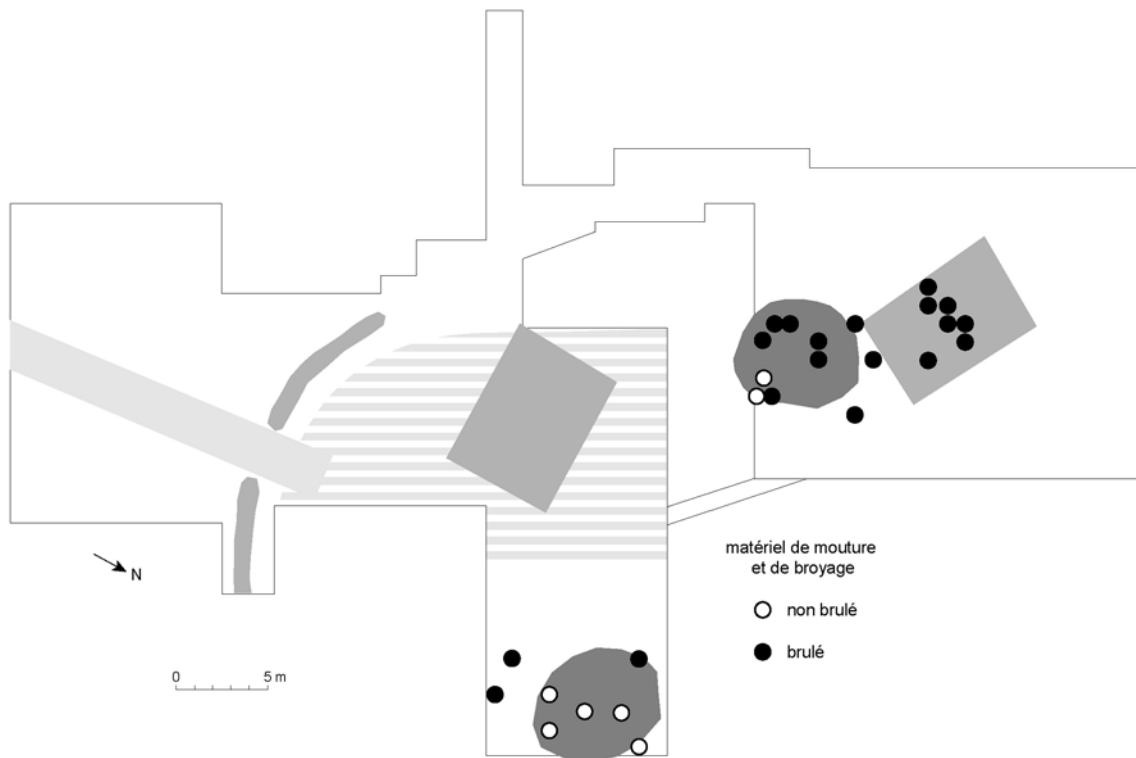 matériel de mouture
et de broyage
N
non brulé
brulé
0 5 m